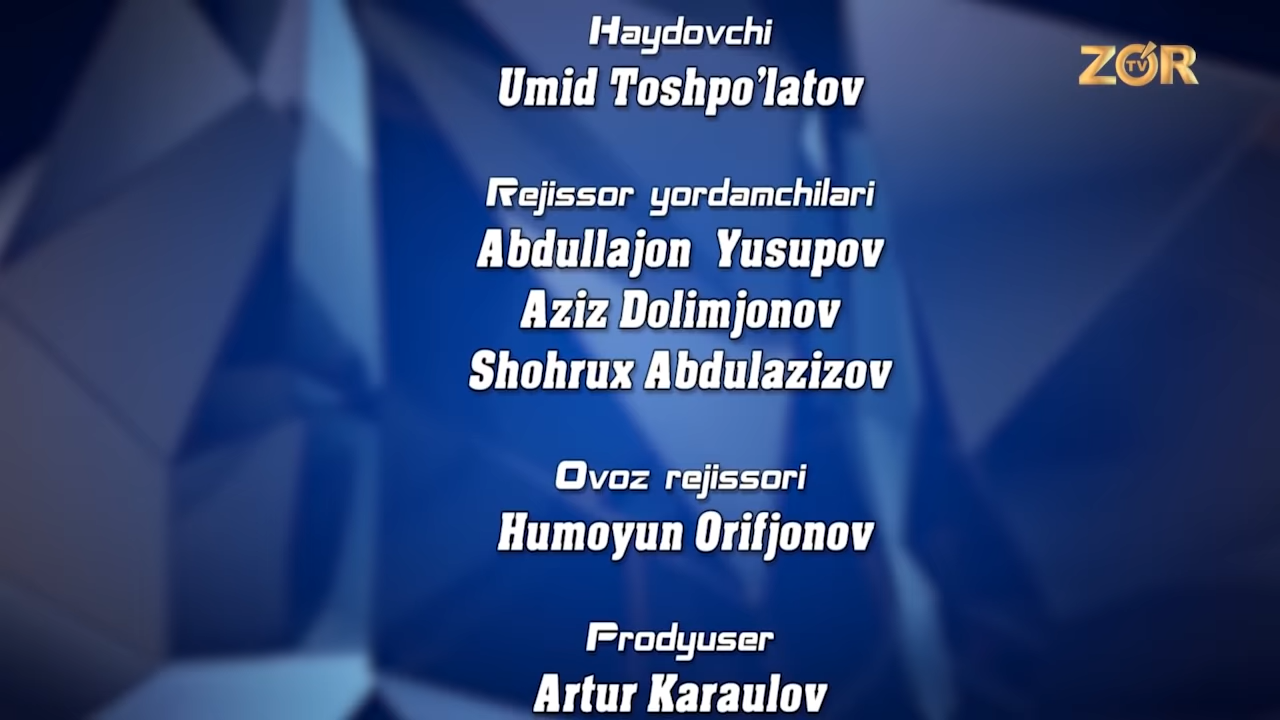 Haydovchi
ZOR TV
Umid Toshpo’latov
Rejissor yordamchilari
Abdullajon Yusupov
Aziz Dolimjonov
Shohrux Abdulazizov
Ovoz rejissori
Humoyun Orifjonov
Prodyuser
Artur Karaulov